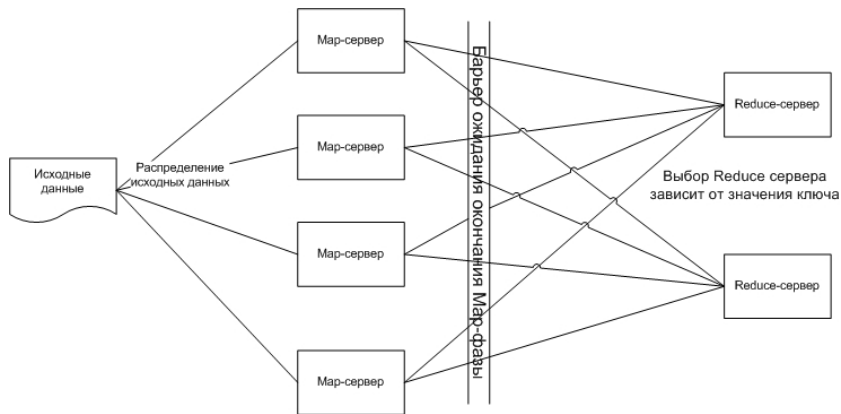 Map-сервер
Барьер ожидания окончания Map-фазы
Reduce-сервер
Map-сервер
Исходные
данные
Распределение
исходных данных
Выбор Reduce сервера
зависит от значения ключа
Map-сервер
Reduce-сервер
Map-сервер